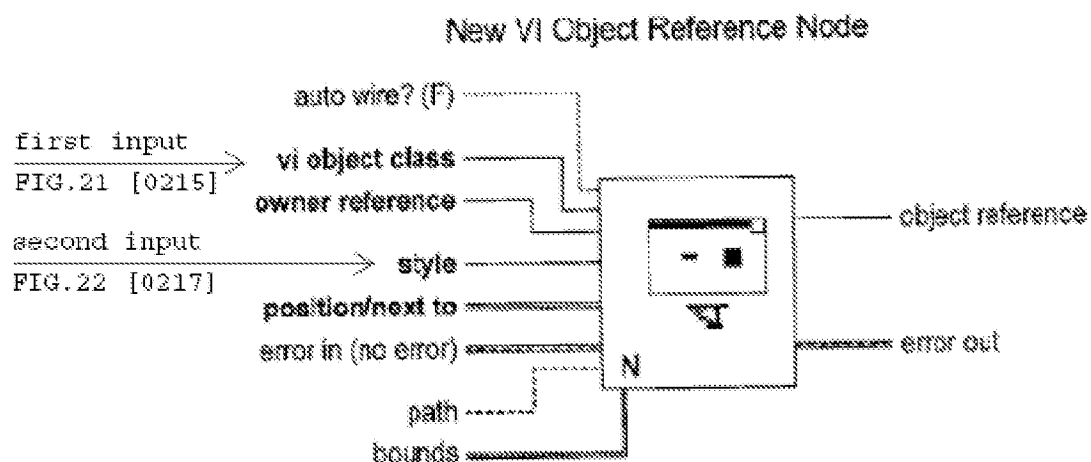 New VI Object Reference Node
auto wire? (F)
first input
FIG.21 [0215]
vi object class
owner reference
second input
FIG.22 [0217]
style
position/next to
error in (no error)
path
bounds
N
object reference
error out